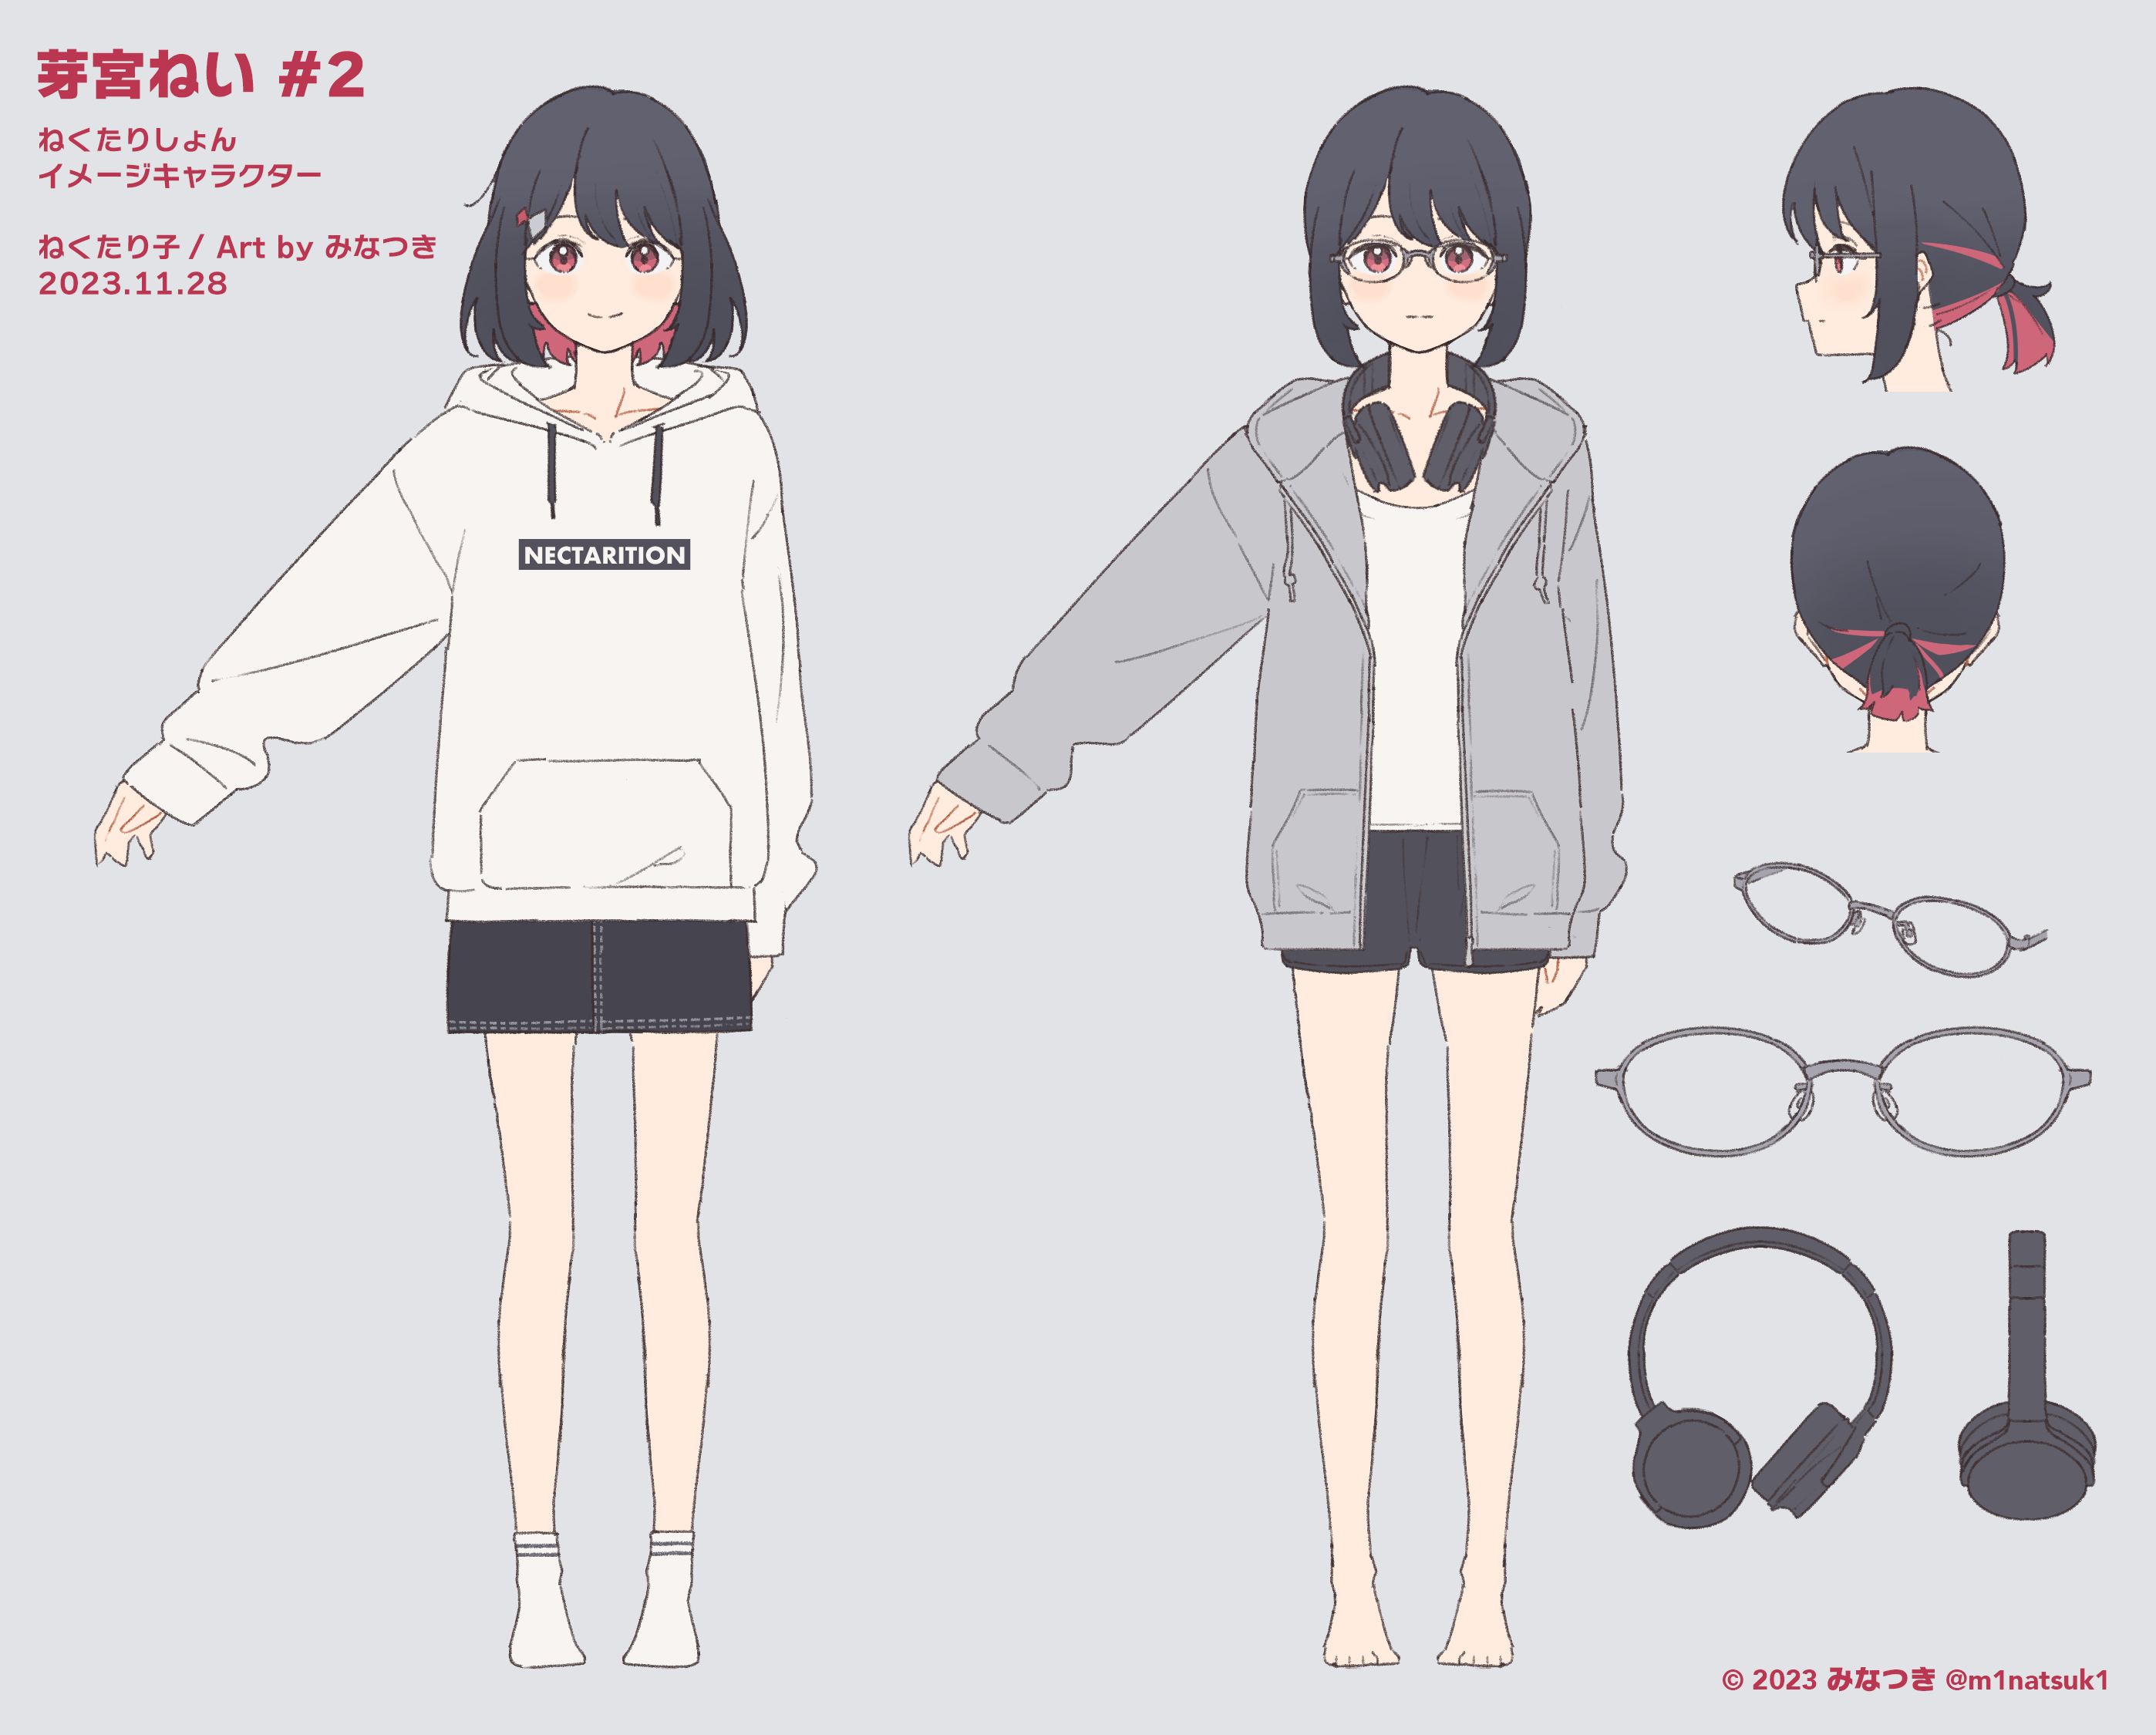 芽宮ねい #2
ねくたりしょん
イメージキャラクター
ねくたり子 / Art by みなつき
2023.11.28
NECTARITION
© 2023 みなつき @m1natsuk1